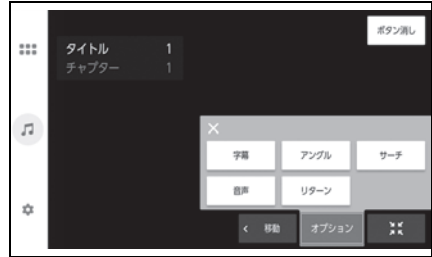 ボタン消し
タイトル 1
チャプター 1
字幕 アングル サーチ
音声 リターン
移動 オプション